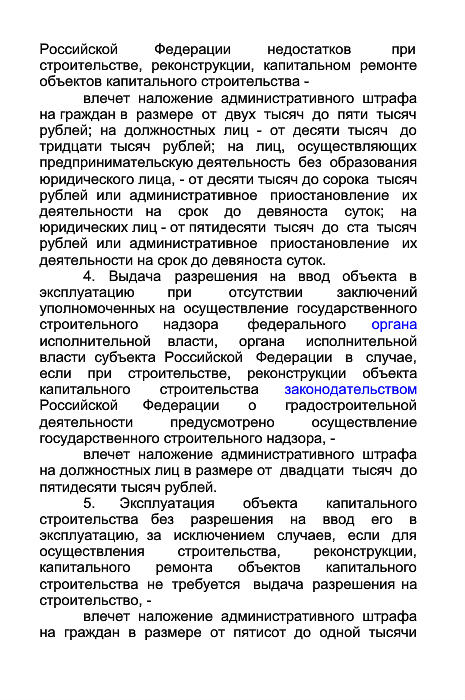 Российской Федерации недостатков при
строительстве, реконструкции, капитальном ремонте
объектов капитального строительства -
влечет наложение административного штрафа
на граждан в размере от двух тысяч до пяти тысяч
рублей; на должностных лиц - от десяти тысяч до
тридцати тысяч рублей; на лиц, осуществляющих
предпринимательскую деятельность без образования
юридического лица, - от десяти тысяч до сорока тысяч
рублей или административное приостановление их
деятельности на срок до девяноста суток; на
юридических лиц - от пятидесяти тысяч до ста тысяч
рублей или административное приостановление их
деятельности на срок до девяноста суток.
4. Выдача разрешения на ввод объекта в
эксплуатацию при отсутствии заключений
уполномоченных на осуществление государственного
строительного надзора федерального органа
исполнительной власти, органа исполнительной
власти субъекта Российской Федерации в случае,
если при строительстве, реконструкции объекта
капитального строительства законодательством
Российской Федерации о градостроительной
деятельности предусмотрено осуществление
государственного строительного надзора, -
влечет наложение административного штрафа
на должностных лиц в размере от двадцати тысяч до
пятидесяти тысяч рублей.
5. Эксплуатация объекта капитального
строительства без разрешения на ввод его в
эксплуатацию, за исключением случаев, если для
осуществления строительства, реконструкции,
капитального ремонта объектов капитального
строительства не требуется выдача разрешения на
строительство, -
влечет наложение административного штрафа
на граждан в размере от пятисот до одной тысячи